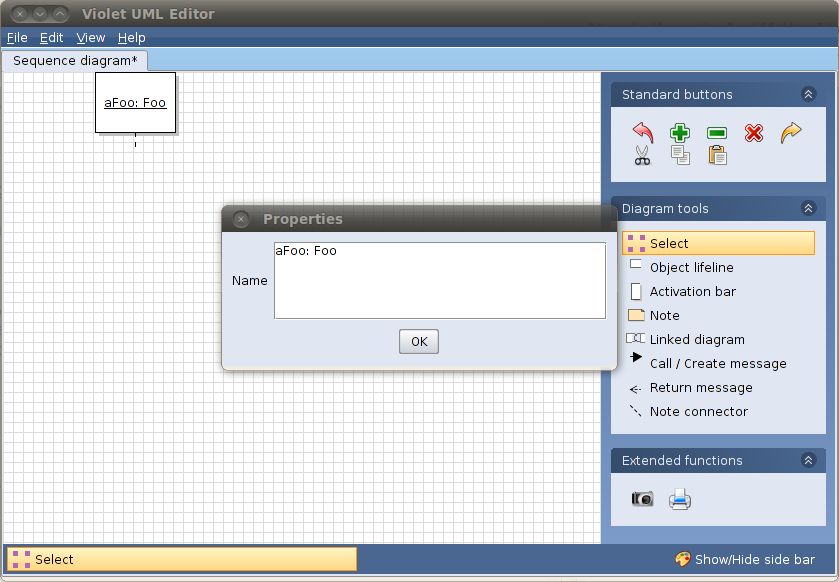 Violet UML Editor
File Edit View Help
Sequence diagram*
aFoo: Foo
Standard buttons
Diagram tools
Select
Object lifeline
Activation bar
Note
Linked diagram
Call / Create message
Return message
Note connector
Extended functions
Properties
Name
aFoo: Foo
OK
Select
Show/Hide side bar